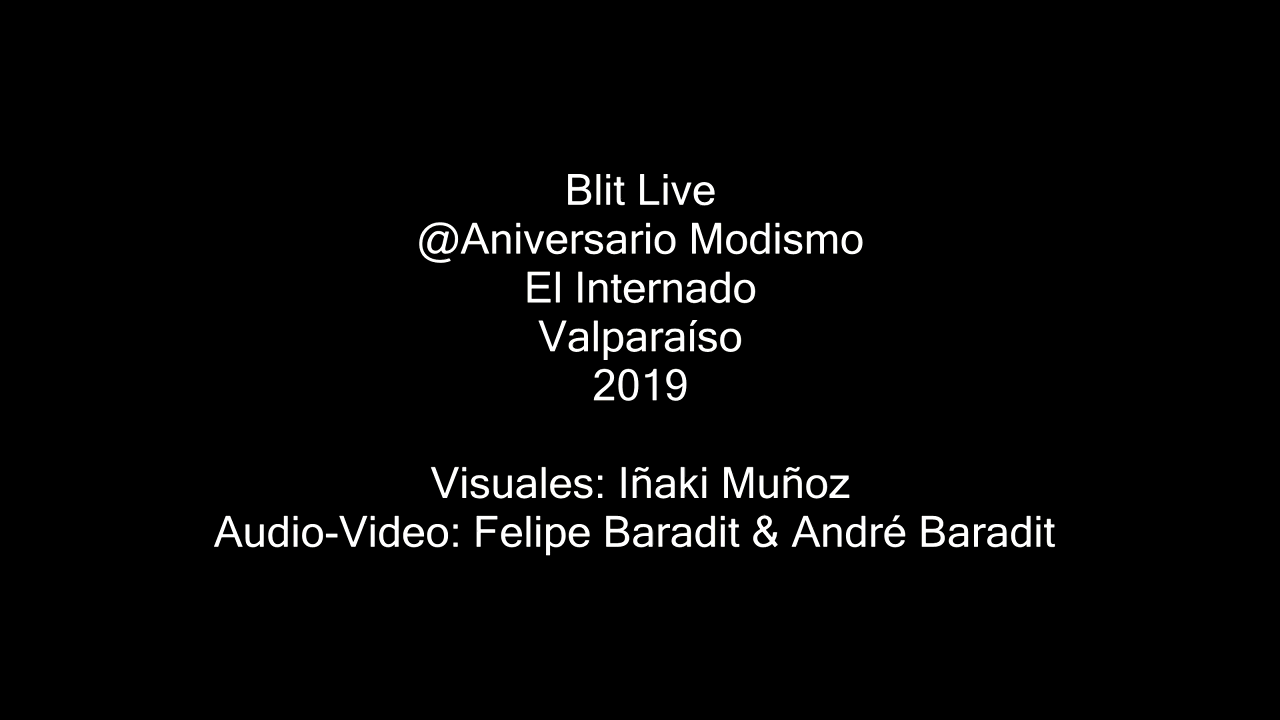 Blit Live
@Aniversario Modismo
El Internado
Valparaíso
2019
Visuales: Iñaki Muñoz
Audio-Video: Felipe Baradit & André Baradit